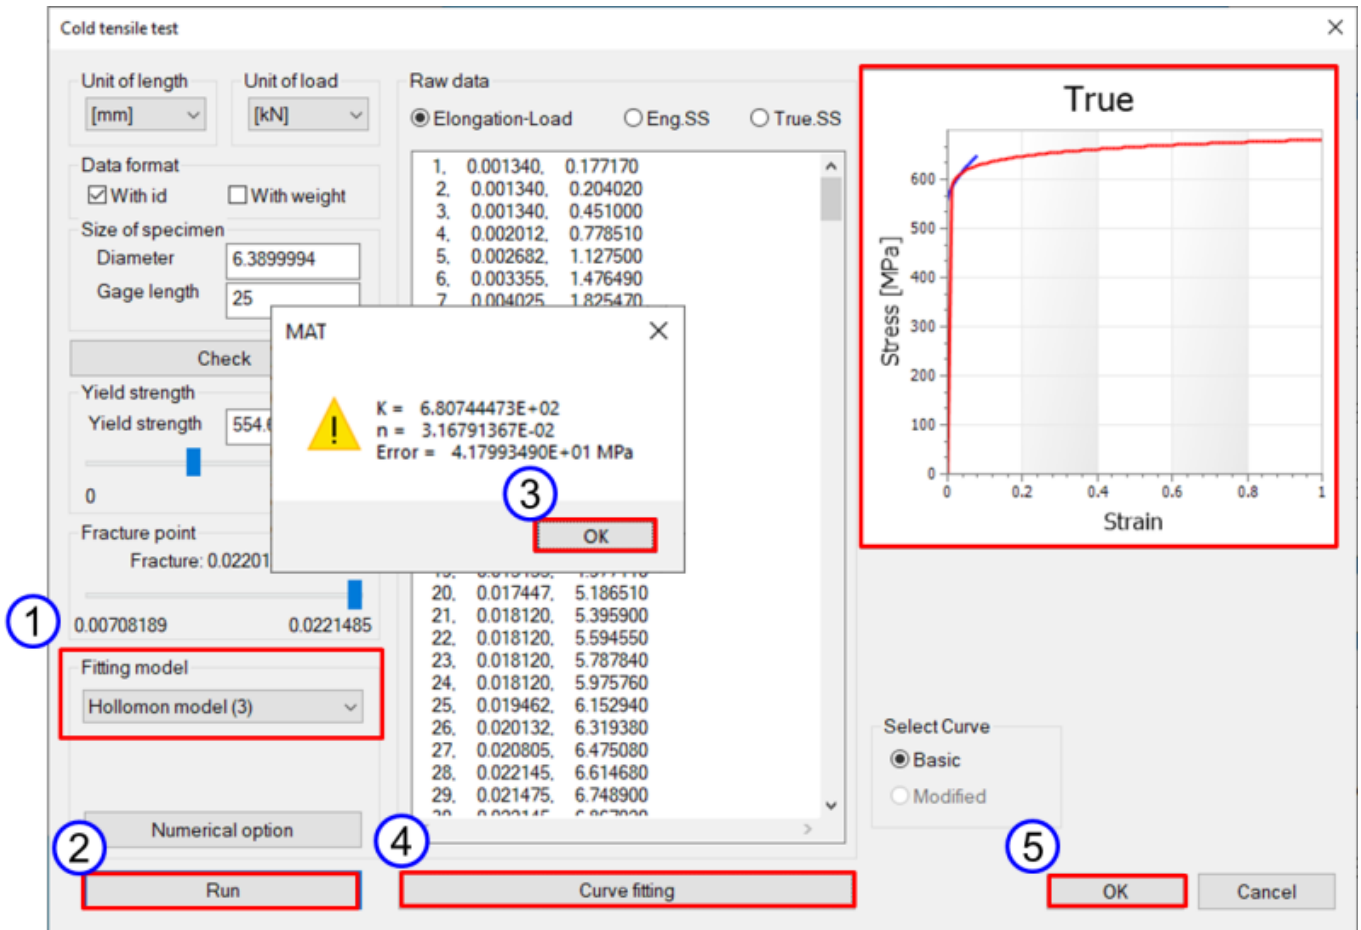 Cold tensile test
Unit of length
[mm]
Unit of load
[kN]
Data format
With id
With weight
Size of specimen
Diameter
6.3899994
Gage length
25
Check
Yield strength
Yield strength
554.
0
Fracture point
Fracture: 0.02201
0.00708189
0.0221485
1
Fitting model
Hollomon model (3)
Numerical option
2
Run
Raw data
Elongation-Load
Eng.SS
True.SS
1, 0.001340, 0.177170
2, 0.001340, 0.204020
3, 0.001340, 0.451000
4, 0.002012, 0.778510
5, 0.002682, 1.127500
6, 0.003355, 1.476490
7, 0.004025, 1.825470
20, 0.017447, 5.186510
21, 0.018120, 5.395900
22, 0.018120, 5.594550
23, 0.018120, 5.787840
24, 0.018120, 5.975760
25, 0.019462, 6.152940
26, 0.020132, 6.319380
27, 0.020805, 6.475080
28, 0.022145, 6.614680
29, 0.021475, 6.748900
4
Curve fitting
MAT
K = 6.80744473E+02
n = 3.16791367E-02
Error = 4.17993490E+01 MPa
3
OK
True
Stress [MPa]
600
500
400
300
200
100
0
0 0.2 0.4 0.6 0.8 1
Strain
Select Curve
Basic
Modified
5
OK
Cancel